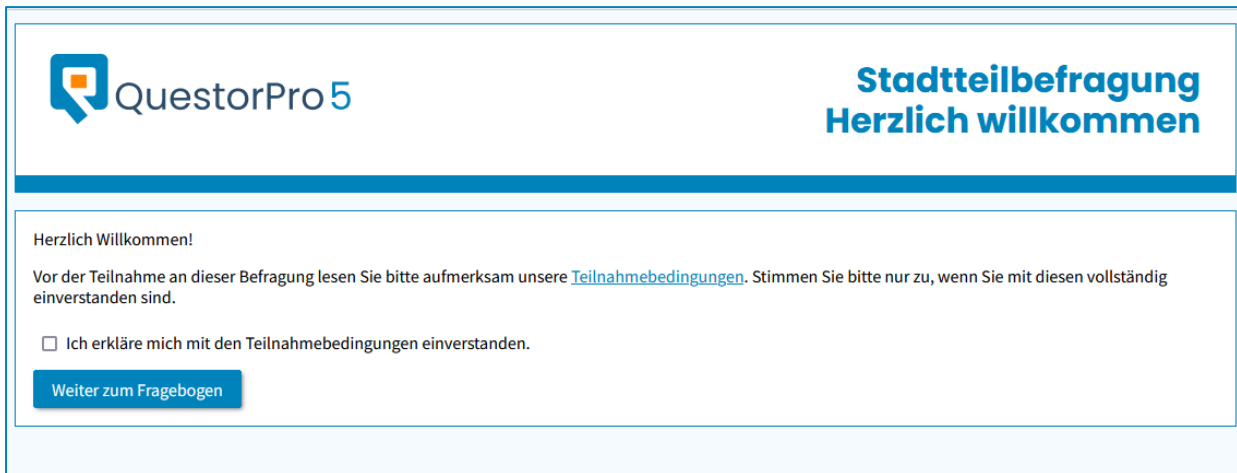 QuestorPro 5
Stadtteilbefragung
Herzlich willkommen
Herzlich Willkommen!
Vor der Teilnahme an dieser Befragung lesen Sie bitte aufmerksam unsere Teilnahmebedingungen. Stimmen Sie bitte nur zu, wenn Sie mit diesen vollständig
einverstanden sind.
Ich erkläre mich mit den Teilnahmebedingungen einverstanden.
Weiter zum Fragebogen